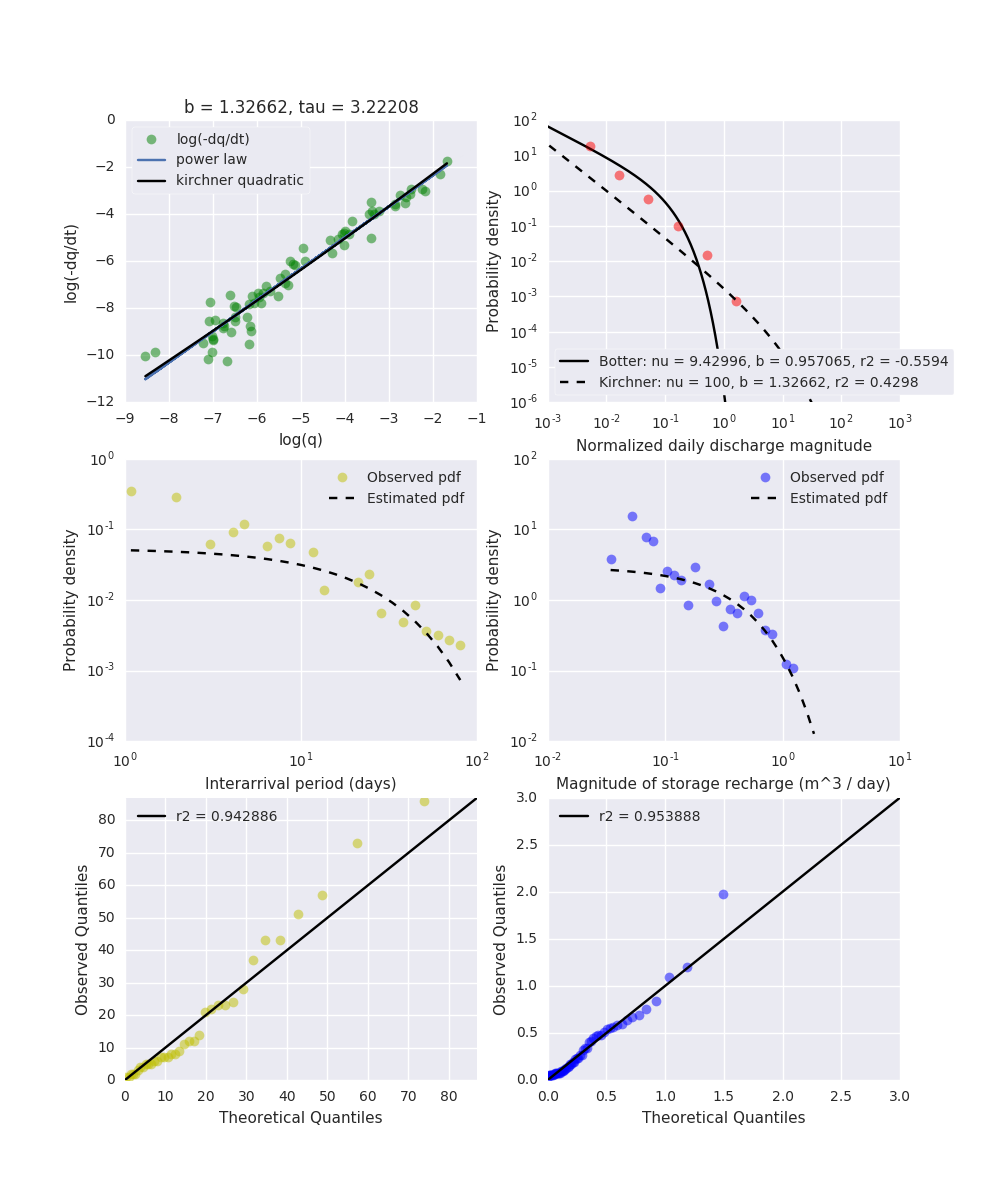 b = 1.32662, tau = 3.22208
0
−2
−4
−6
−8
−10
−12
log(-dq/dt)
log(-dq/dt)
power law
kirchner quadratic
−9 −8 −7 −6 −5 −4 −3 −2 −1
log(q)
10^2
10^1
10^0
10^-1
10^-2
10^-3
10^-4
10^-5
10^-6
Probability density
Botter: nu = 9.42996, b = 0.957065, r2 = -0.5594
Kirchner: nu = 100, b = 1.32662, r2 = 0.4298
10^-3 10^-2 10^-1 10^0 10^1 10^2 10^3
Normalized daily discharge magnitude
10^0
10^-1
10^-2
10^-3
10^-4
Probability density
Observed pdf
Estimated pdf
10^0 10^1 10^2
Interarrival period (days)
10^2
10^1
10^0
10^-1
10^-2
Probability density
Observed pdf
Estimated pdf
10^-2 10^-1 10^0 10^1
Magnitude of storage recharge (m^3 / day)
80
70
60
50
40
30
20
10
0
Observed Quantiles
r2 = 0.942886
0 10 20 30 40 50 60 70 80
Theoretical Quantiles
3.0
2.5
2.0
1.5
1.0
0.5
0.0
Observed Quantiles
r2 = 0.953888
0.0 0.5 1.0 1.5 2.0 2.5 3.0
Theoretical Quantiles